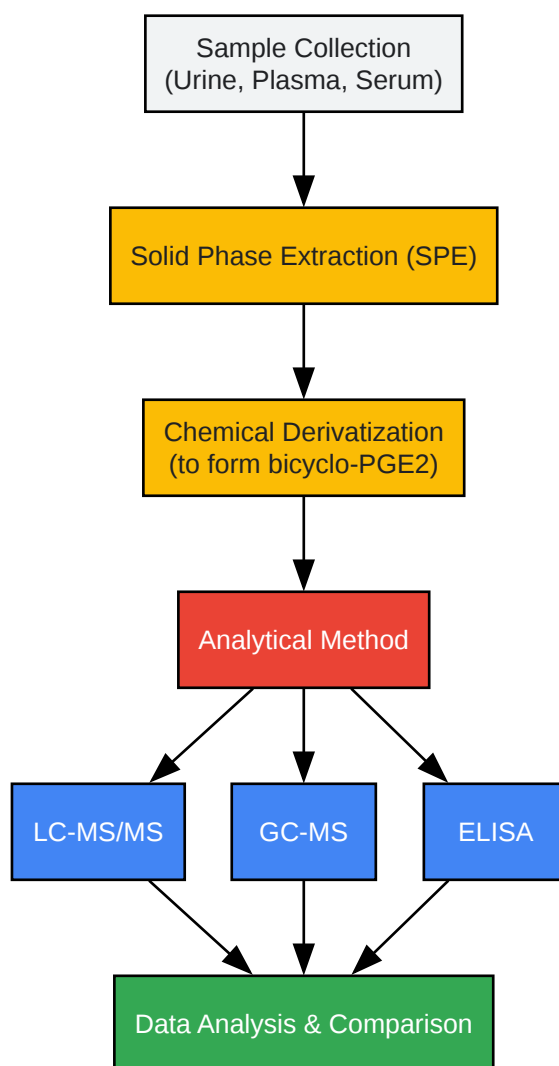 Sample Collection
(Urine, Plasma, Serum)
Solid Phase Extraction (SPE)
Chemical Derivatization
(to form bicyclo-PGE2)
Analytical Method
LC-MS/MS
GC-MS
ELISA
Data Analysis & Comparison